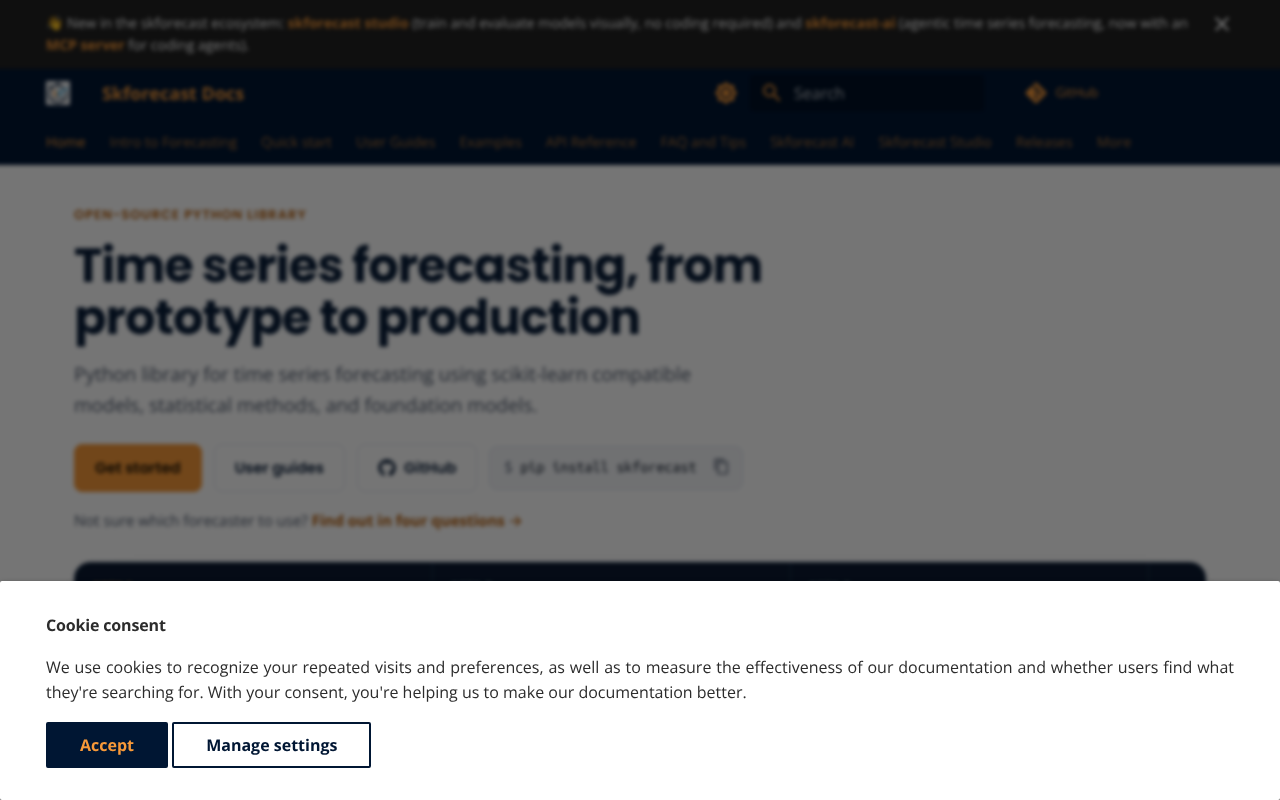 👋 New in the skforecast ecosystem: skforecast studio (train and evaluate models visually, no coding required) and skforecast-ai (agentic time series forecasting, now with an
MCP server for coding agents).
Skforecast Docs
Search
GitHub
Home Intro to Forecasting Quick start User Guides Examples API Reference FAQ and Tips Skforecast AI Skforecast Studio Releases More
OPEN-SOURCE PYTHON LIBRARY
Time series forecasting, from
prototype to production
Python library for time series forecasting using scikit-learn compatible
models, statistical methods, and foundation models.
Get started User guides GitHub $ pip install skforecast
Not sure which forecaster to use? Find out in four questions →
Cookie consent
We use cookies to recognize your repeated visits and preferences, as well as to measure the effectiveness of our documentation and whether users find what
they're searching for. With your consent, you're helping us to make our documentation better.
Accept Manage settings